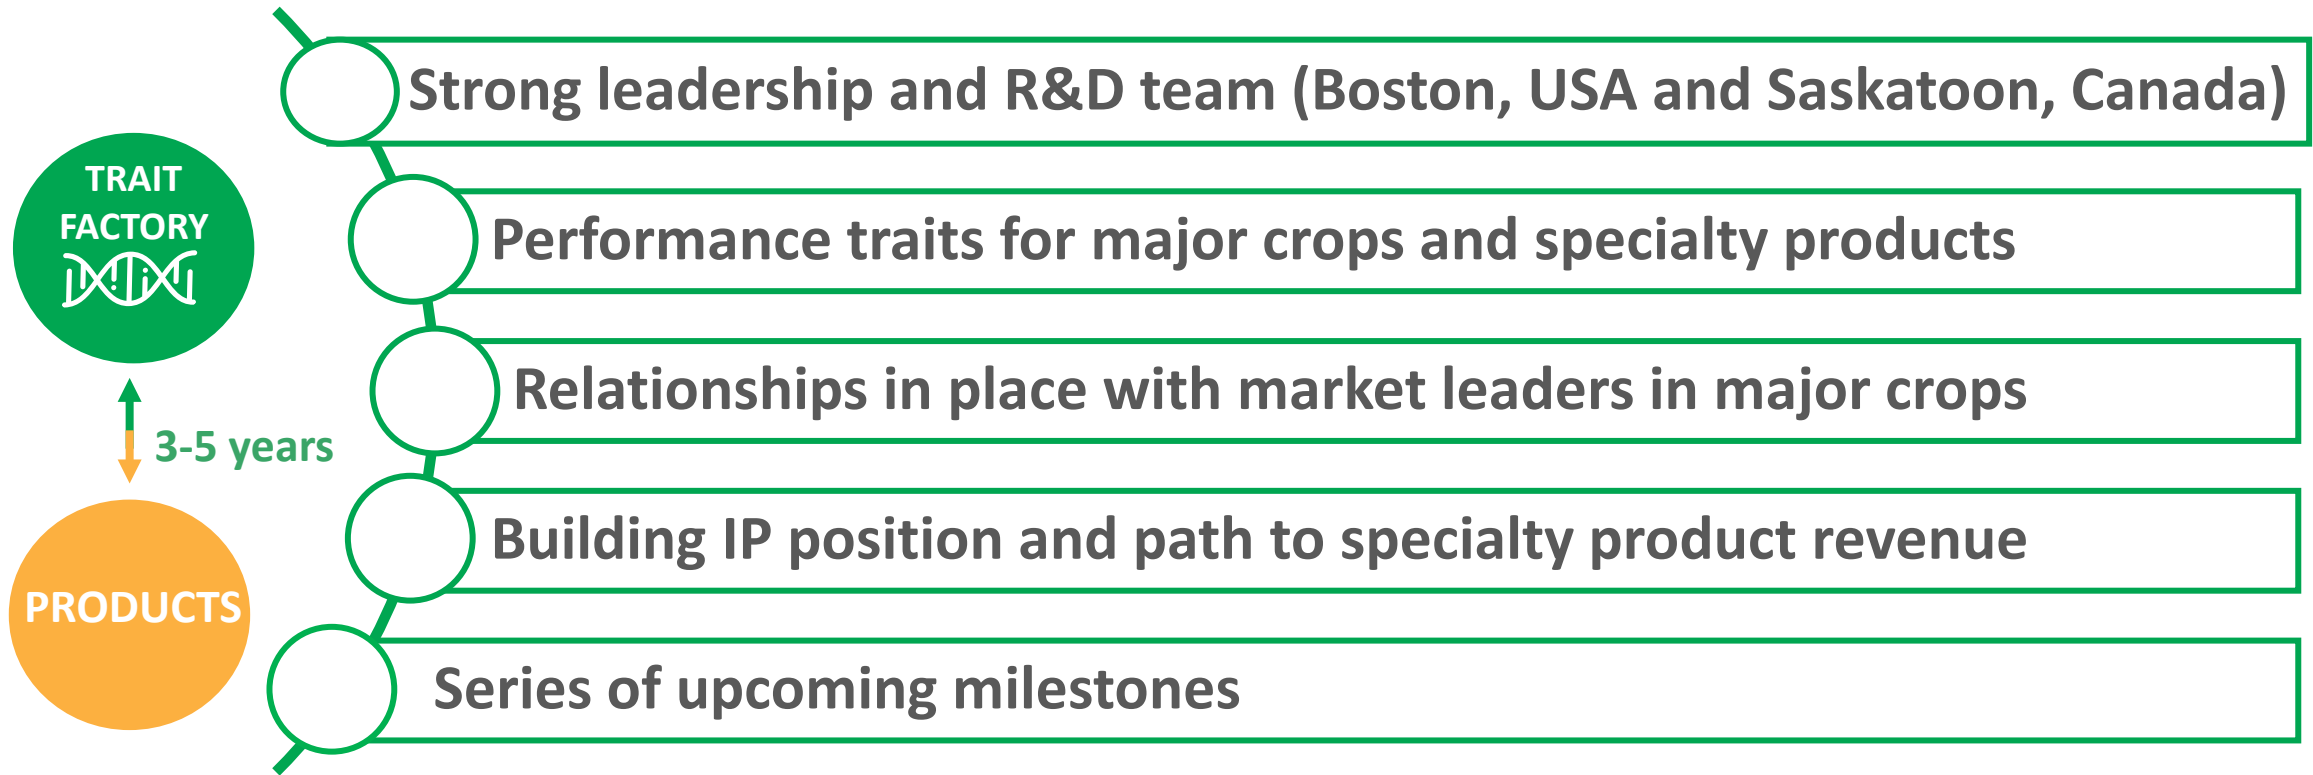 Strong leadership and R&D team (Boston, USA and Saskatoon, Canada)
TRAIT
FACTORY
Performance traits for major crops and specialty products
Relationships in place with market leaders in major crops
3-5 years
Building IP position and path to specialty product revenue
PRODUCTS
Series of upcoming milestones